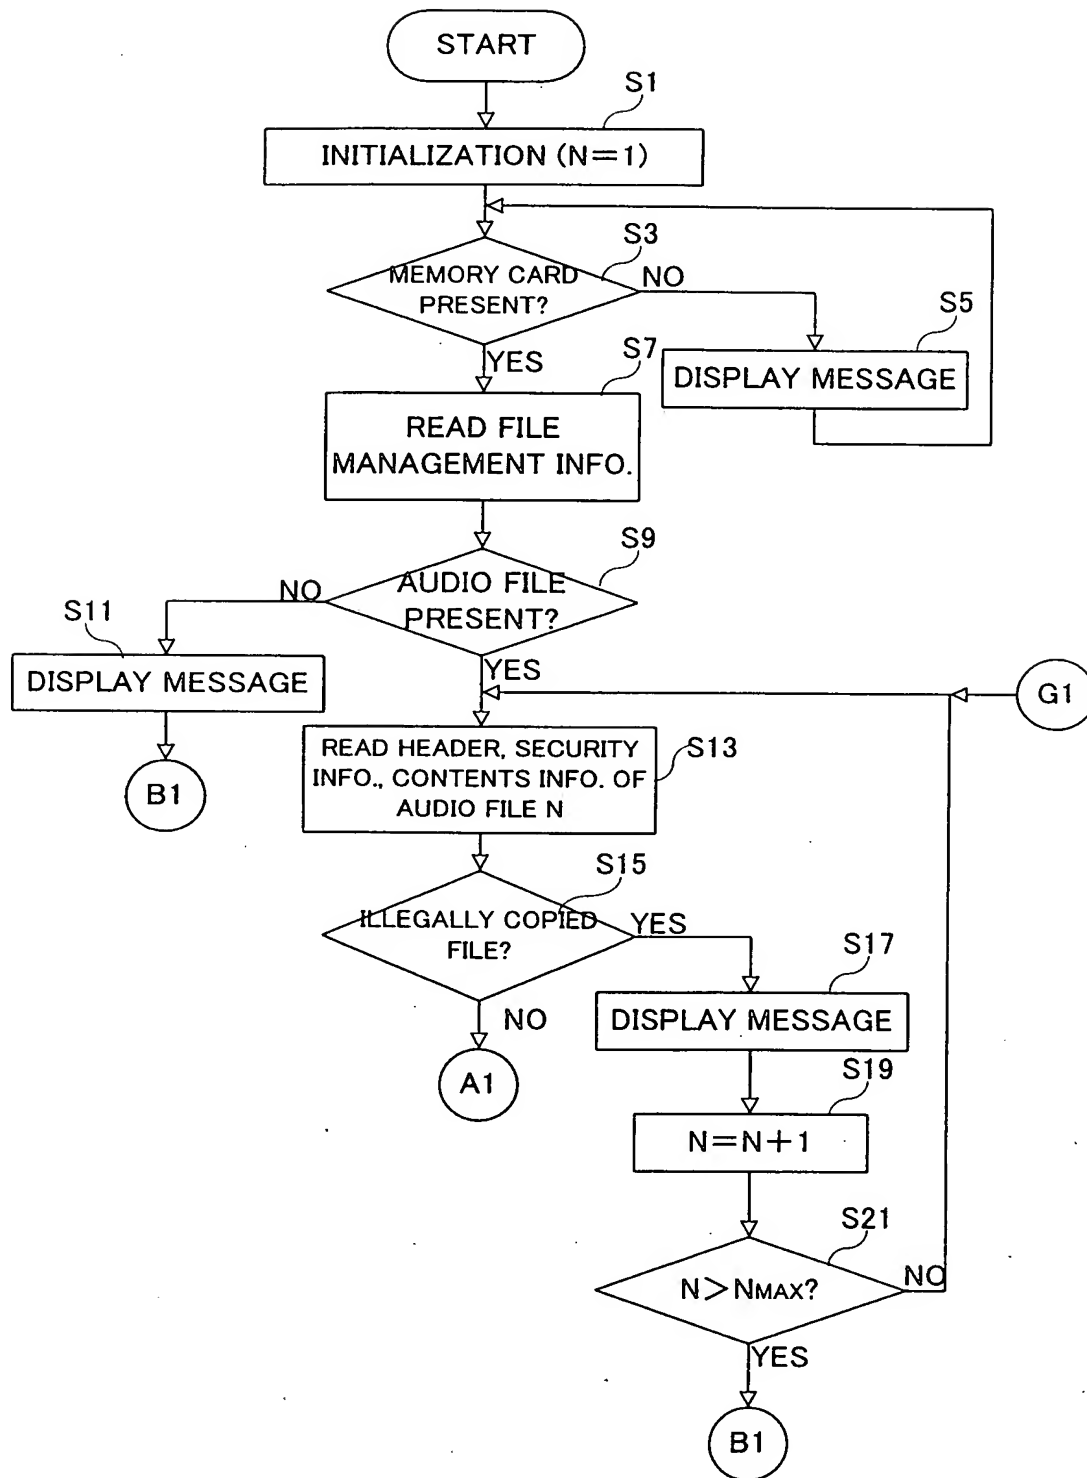 START
S1
INITIALIZATION (N=1)
S3
MEMORY CARD
PRESENT?
NO
S5
DISPLAY MESSAGE
YES
S7
READ FILE
MANAGEMENT INFO.
S9
AUDIO FILE
PRESENT?
NO
S11
DISPLAY MESSAGE
B1
YES
G1
READ HEADER, SECURITY
INFO., CONTENTS INFO. OF
AUDIO FILE N
S13
S15
ILLEGALLY COPIED
FILE?
YES
NO
A1
S17
DISPLAY MESSAGE
S19
N=N+1
S21
N>NMAX?
NO
YES
B1